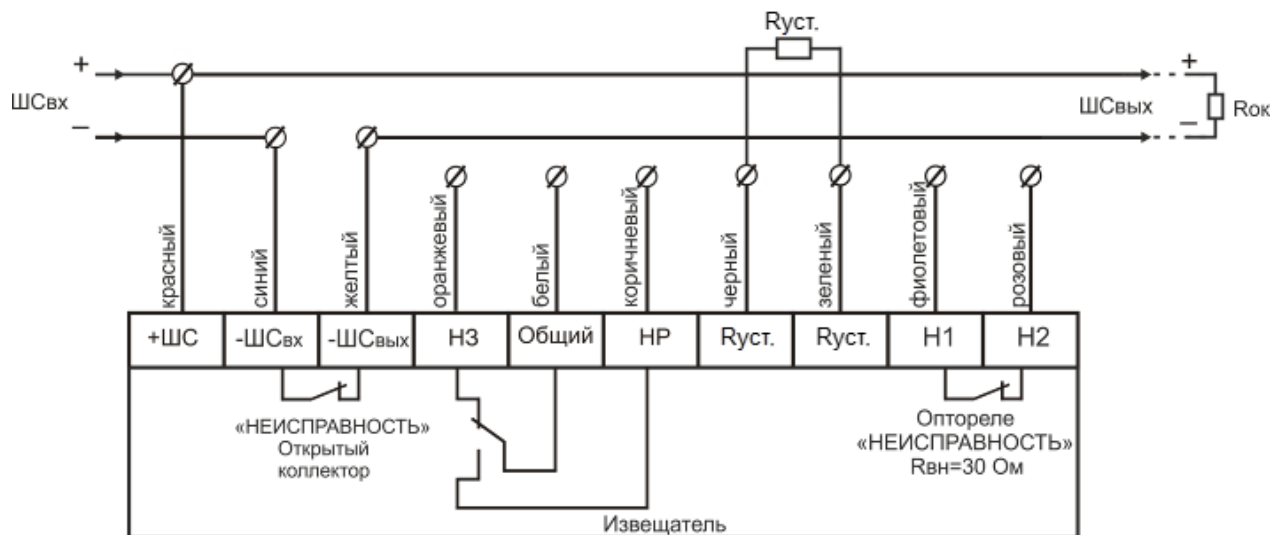 Rуст.
+
+
ШСвх
ШСвых
Rок
–
–
красный
синий
желтый
оранжевый
белый
коричневый
черный
зеленый
фиолетовый
розовый
+ШС
-ШСвх
-ШСвых
НЗ
Общий
НР
Rуст.
Rуст.
Н1
Н2
«НЕИСПРАВНОСТЬ»
Открытый
коллектор
Оптореле
«НЕИСПРАВНОСТЬ»
Rвн=30 Ом
Извещатель